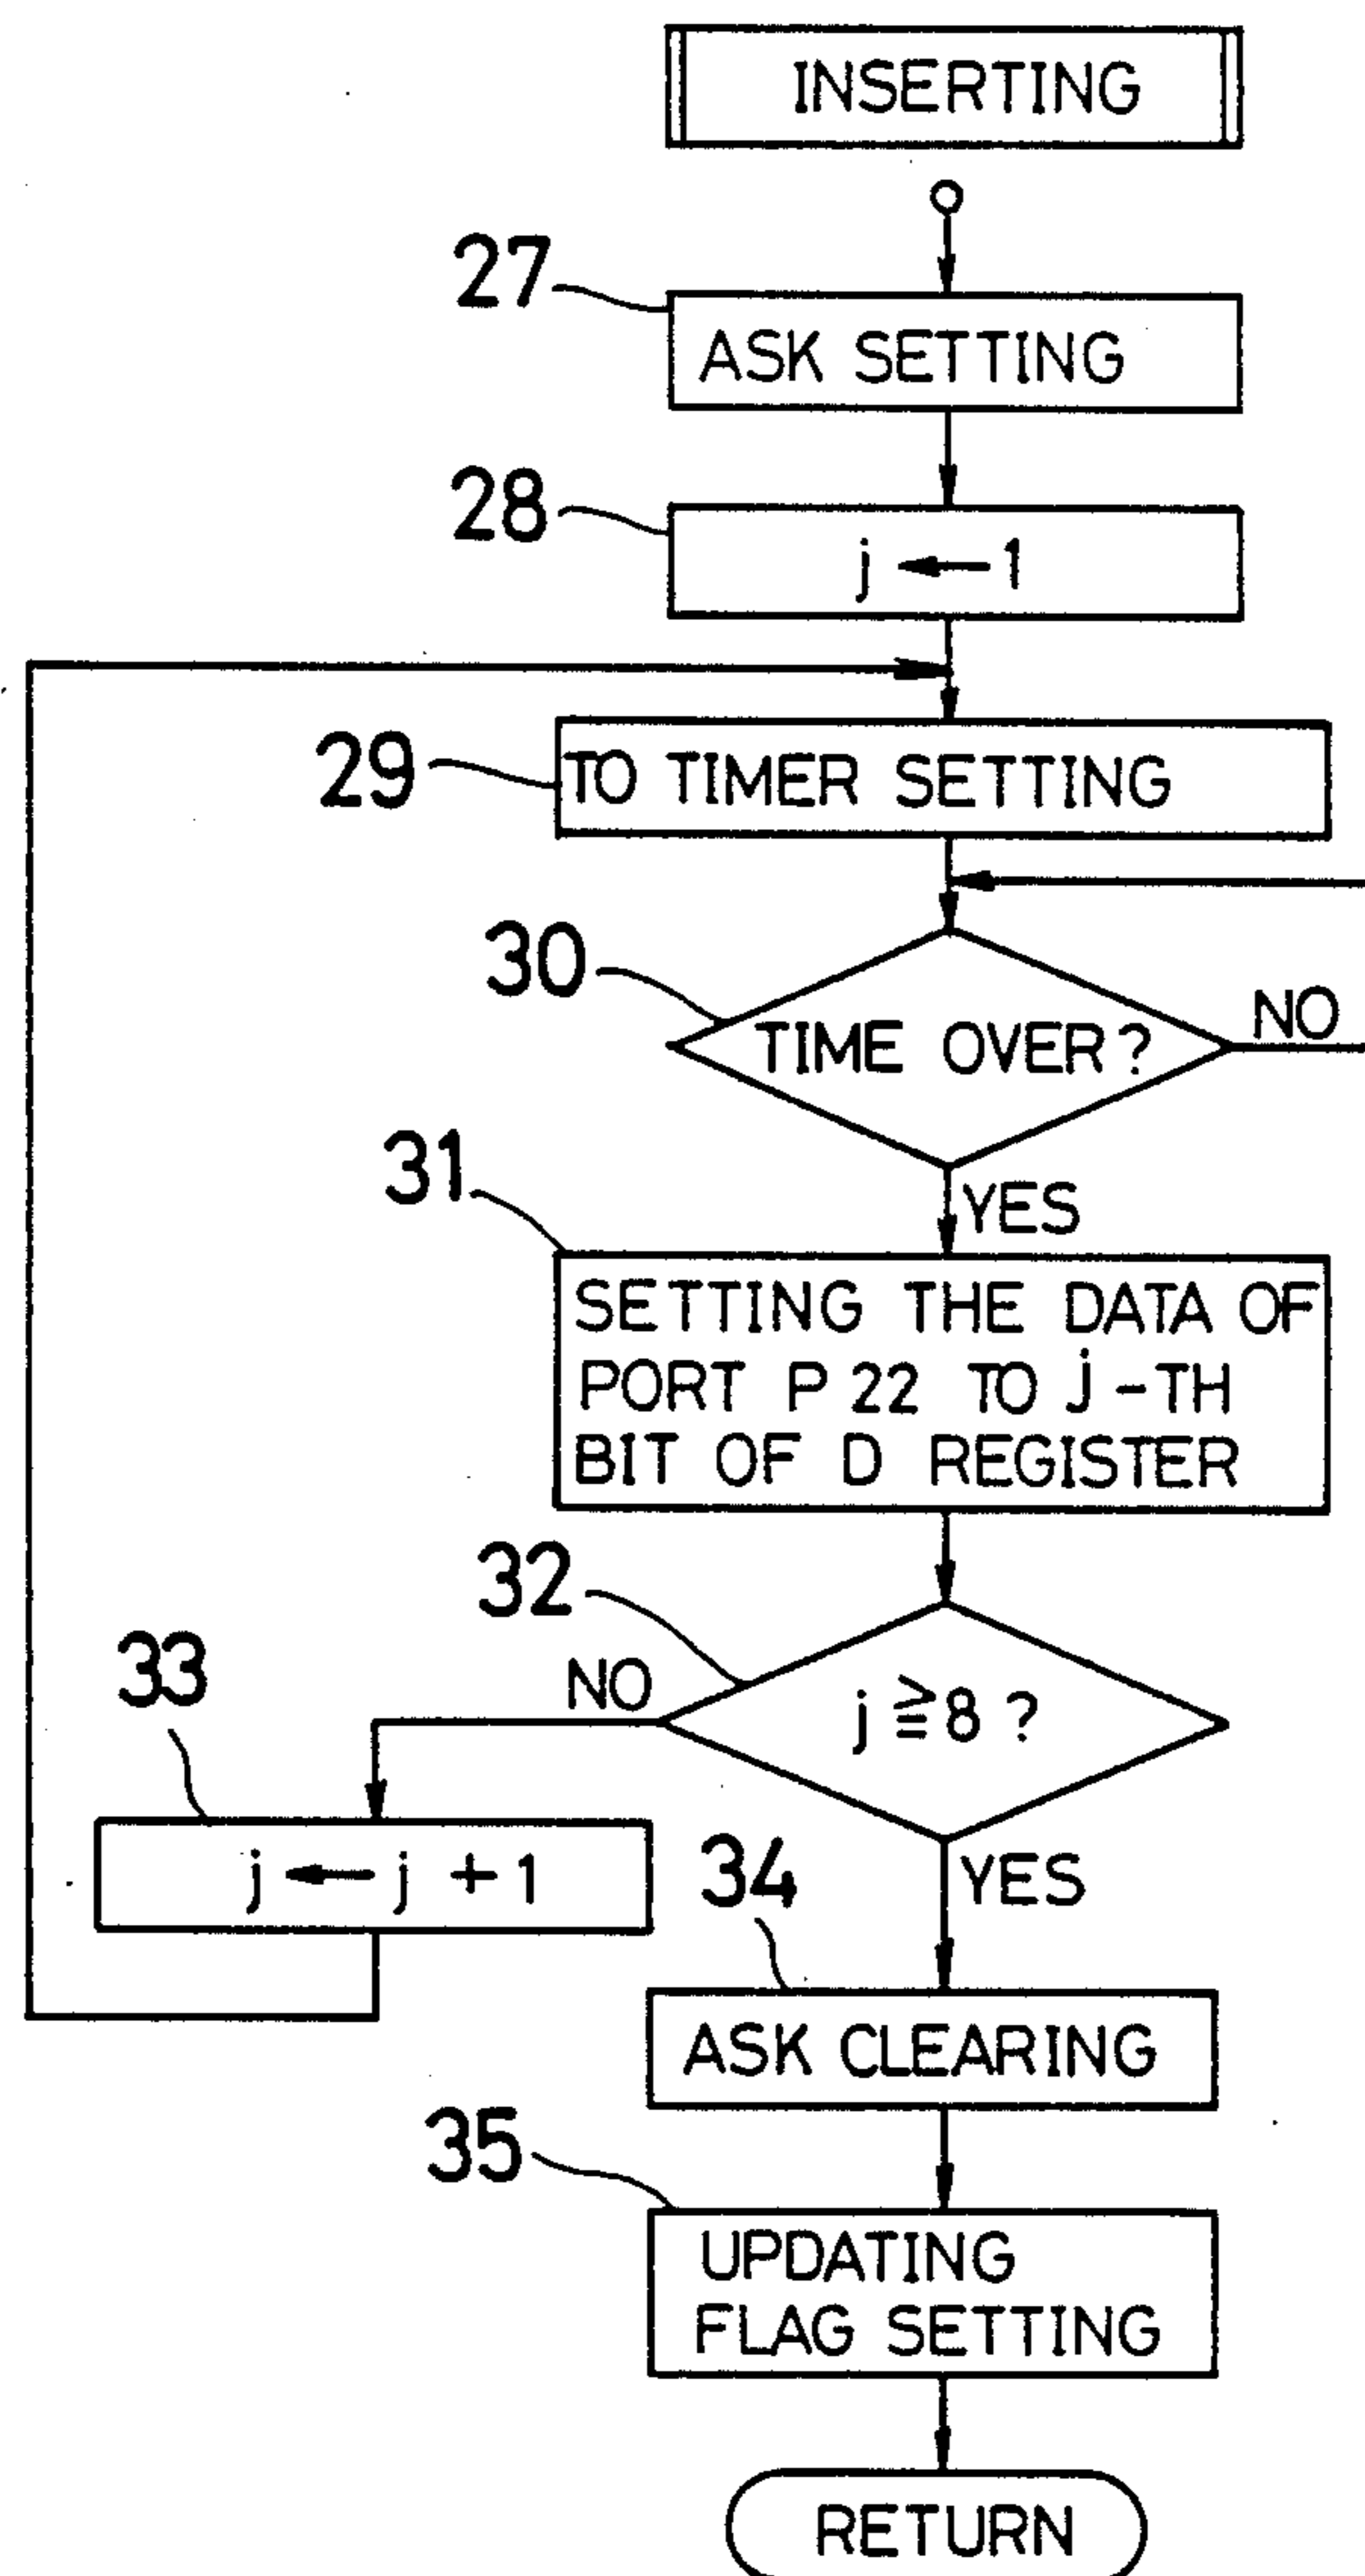 INSERTING
27
ASK SETTING
28
j ← 1
29
TO TIMER SETTING
30
TIME OVER?
NO
31
YES
SETTING THE DATA OF
PORT P 22 TO j-TH
BIT OF D REGISTER
32
NO
j ≧ 8 ?
33
j ← j + 1
YES
34
ASK CLEARING
35
UPDATING
FLAG SETTING
RETURN